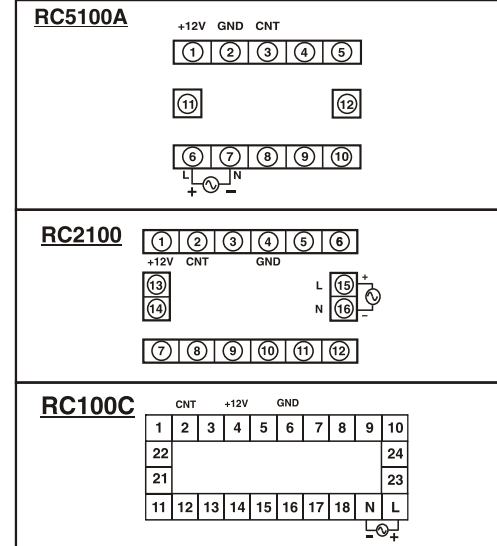 RC5100A
+12V GND CNT
1 2 3 4 5
11 12
6 7 8 9 10
L N
+ −
RC2100
1 2 3 4 5 6
+12V CNT GND
13 L 15 +
14 N 16 −
7 8 9 10 11 12
RC100C
CNT +12V GND
1 2 3 4 5 6 7 8 9 10
22 24
21 23
11 12 13 14 15 16 17 18 N L
- +